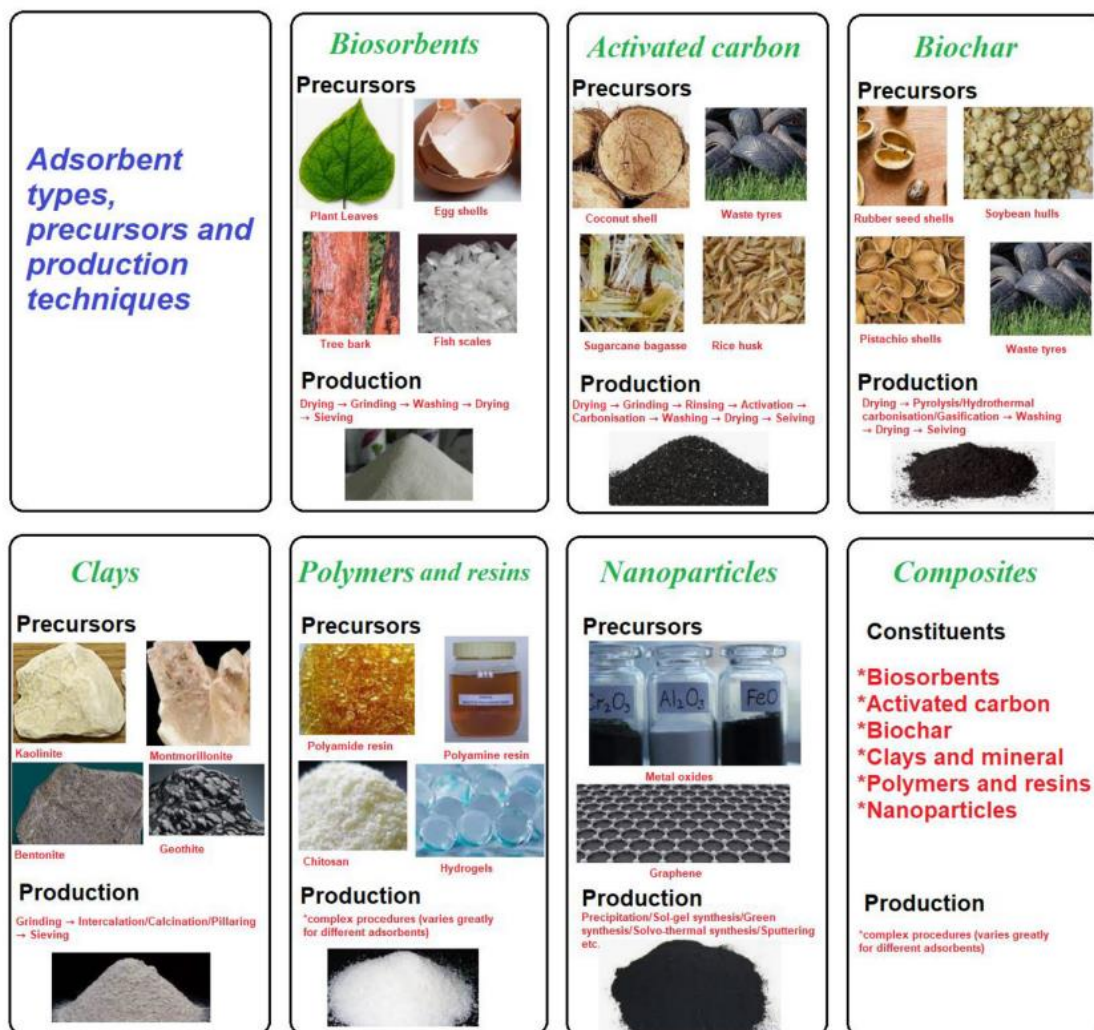 Adsorbent
types,
precursors and
production
techniques
Biosorbents
Precursors
Plant Leaves
Egg shells
Tree bark
Fish scales
Production
Drying → Grinding → Washing → Drying
→ Sieving
Activated carbon
Precursors
Coconut shell
Waste tyres
Sugarcane bagasse
Rice husk
Production
Drying → Grinding → Rinsing → Activation →
Carbonisation → Washing → Drying → Seiving
Biochar
Precursors
Rubber seed shells
Soybean hulls
Pistachio shells
Waste tyres
Production
Drying → Pyrolysis/Hydrothermal
carbonisation/Gasification → Washing
→ Drying → Seiving
Clays
Precursors
Kaolinite
Montmorillonite
Bentonite
Geothite
Production
Grinding → Intercalation/Calcination/Pillaring
→ Sieving
Polymers and resins
Precursors
Polyamide resin
Polyamine resin
Chitosan
Hydrogels
Production
*complex procedures (varies greatly
for different adsorbents)
Nanoparticles
Precursors
Cr₂O₃
Al₂O₃
FeO
Metal oxides
Graphene
Production
Precipitation/Sol-gel synthesis/Green
synthesis/Solvo-thermal synthesis/Sputtering
etc.
Composites
Constituents
*Biosorbents
*Activated carbon
*Biochar
*Clays and mineral
*Polymers and resins
*Nanoparticles
Production
*complex procedures (varies greatly
for different adsorbents)